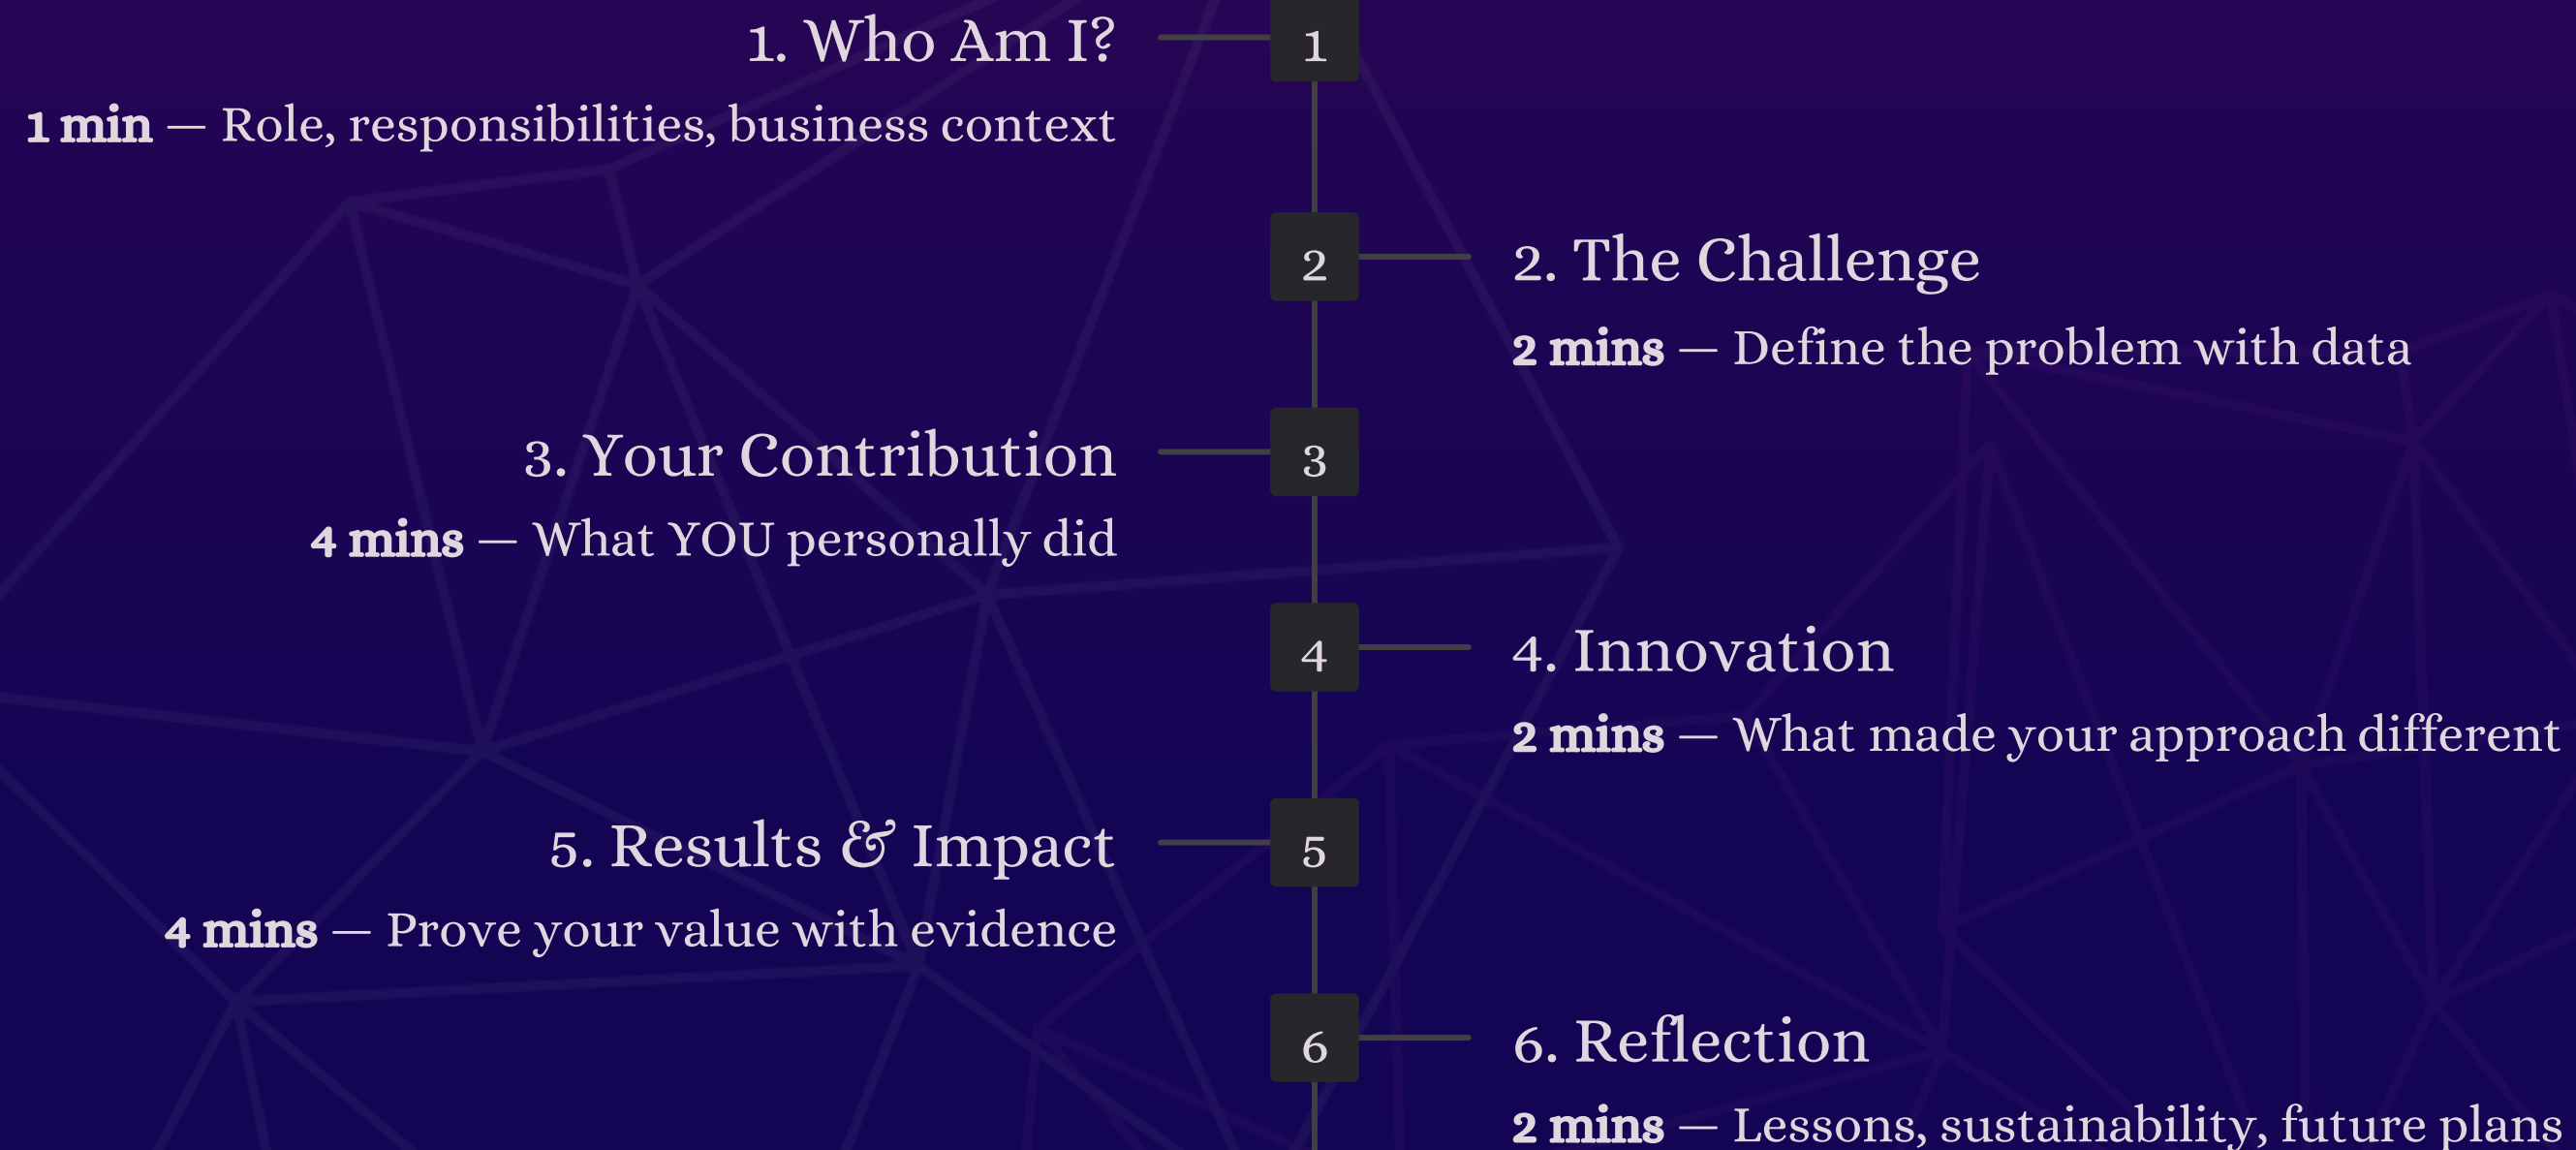 1. Who Am I?
1
1 min — Role, responsibilities, business context
2
2. The Challenge
2 mins — Define the problem with data
3. Your Contribution
3
4 mins — What YOU personally did
4
4. Innovation
2 mins — What made your approach different
5. Results & Impact
5
4 mins — Prove your value with evidence
6
6. Reflection
2 mins — Lessons, sustainability, future plans